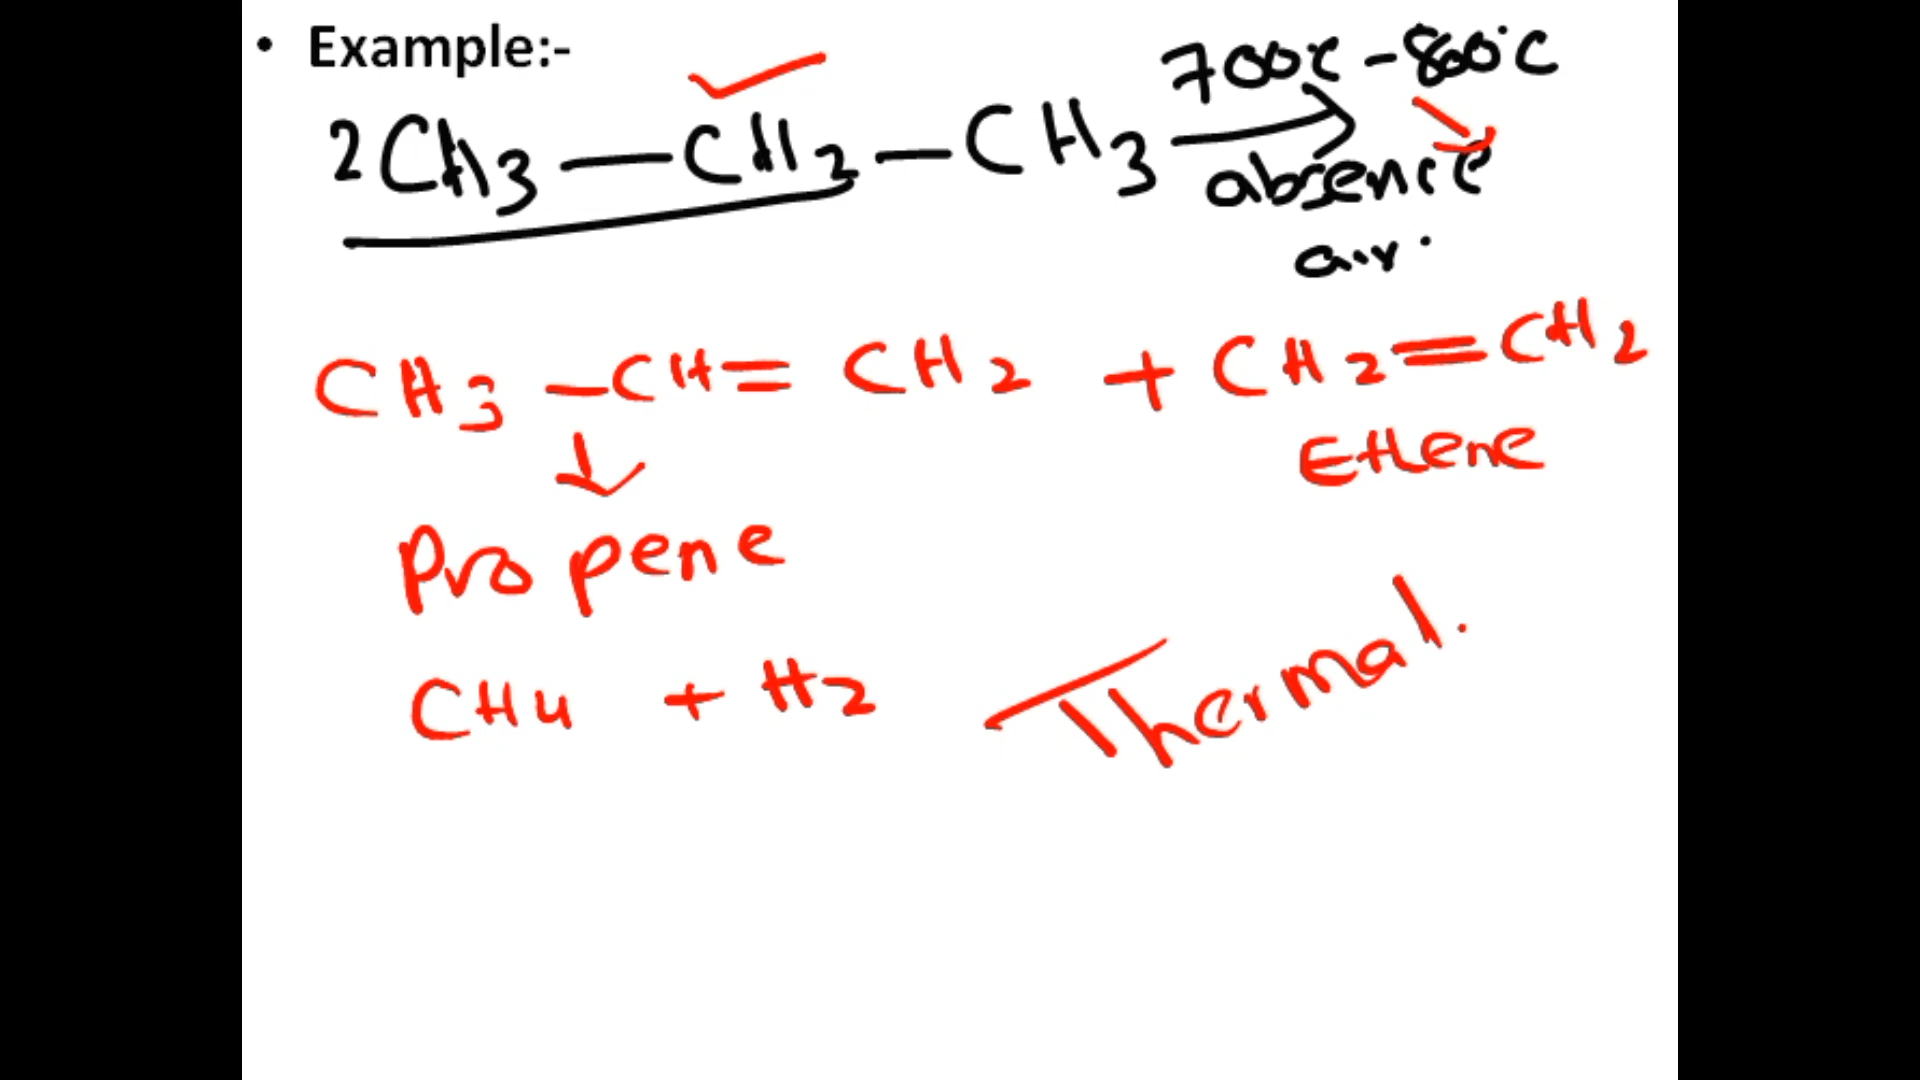 • Example:-
2CH3 — CH2 — CH3 700°C - 800°C
absence
air.
CH3 — CH = CH2 + CH2 = CH2
Ethene
Propene
CH4 + H2 Thermal.